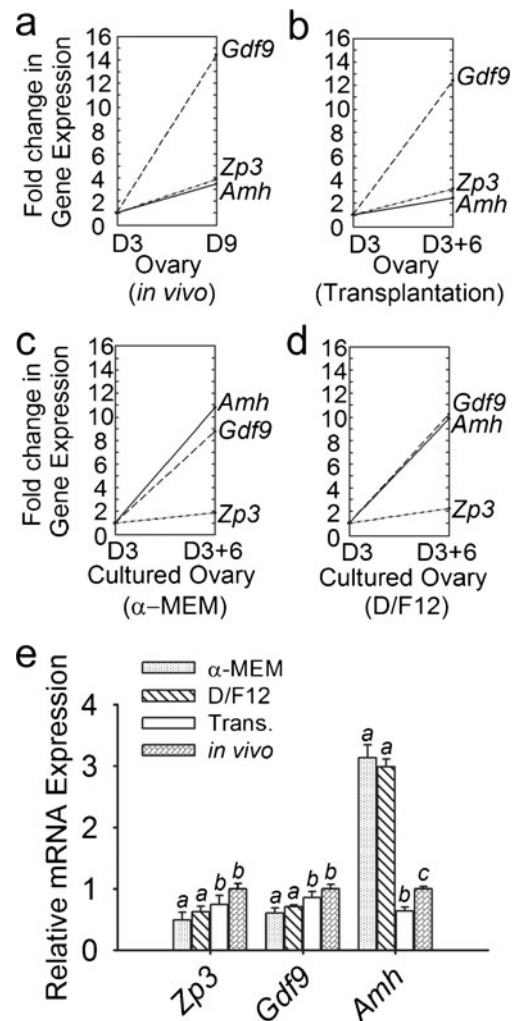 a
Fold change in
Gene Expression
16
14
12
10
8
6
4
2
0
Gdf9
Zp3
Amh
D3 D9
Ovary
(in vivo)
b
16
14
12
10
8
6
4
2
0
Gdf9
Zp3
Amh
D3 D3+6
Ovary
(Transplantation)
c
Fold change in
Gene Expression
16
14
12
10
8
6
4
2
0
Amh
Gdf9
Zp3
D3 D3+6
Cultured Ovary
(α-MEM)
d
16
14
12
10
8
6
4
2
0
Gdf9
Amh
Zp3
D3 D3+6
Cultured Ovary
(D/F12)
e
α-MEM
D/F12
Trans.
in vivo
Relative mRNA Expression
4
3
2
1
0
a a b b
a a b b
a a b c
Zp3 Gdf9 Amh